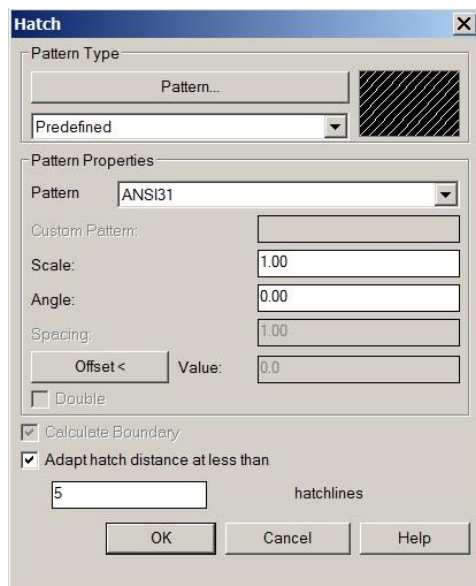 Hatch
Pattern Type
Pattern...
Predefined
Pattern Properties
Pattern ANSI31
Custom Pattern:
Scale: 1.00
Angle: 0.00
Spacing: 1.00
Offset < Value: 0.0
Double
Calculate Boundary
Adapt hatch distance at less than
5 hatchlines
OK Cancel Help